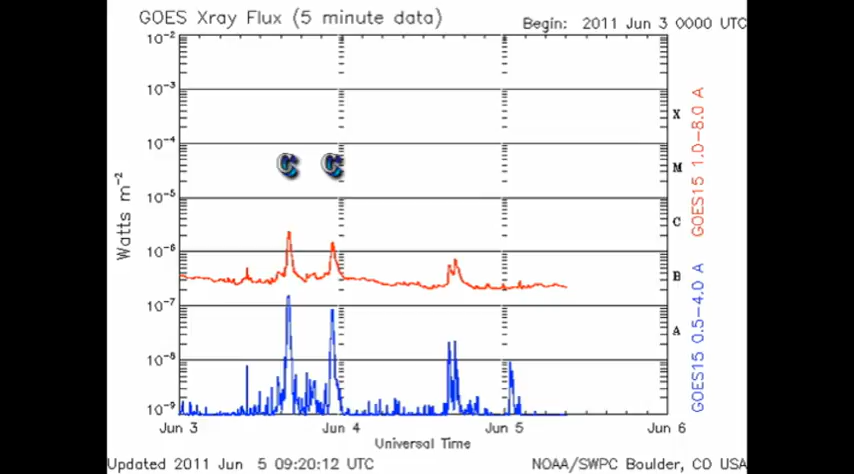 GOES Xray Flux (5 minute data)
Begin: 2011 Jun 3 0000 UTC
10⁻²
10⁻³
10⁻⁴
10⁻⁵
10⁻⁶
10⁻⁷
10⁻⁸
10⁻⁹
Watts m⁻²
C
C
X
M
C
B
A
GOES15 1.0-8.0 A
GOES15 0.5-4.0 A
Jun 3
Jun 4
Jun 5
Jun 6
Universal Time
Updated 2011 Jun 5 09:20:12 UTC
NOAA/SWPC Boulder, CO USA